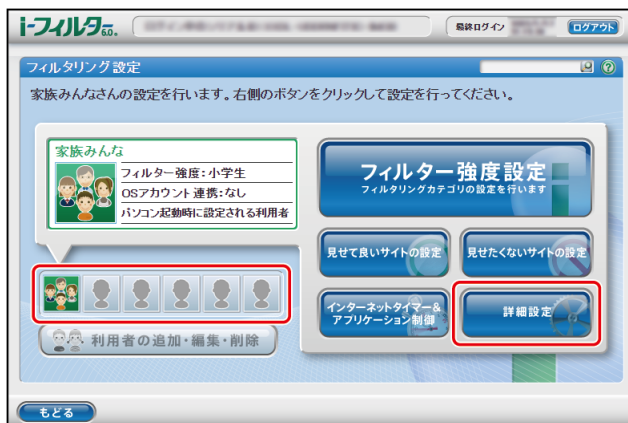 i-フィルター6.0.
最終ログイン
ログアウト
フィルタリング設定
家族みんなさんの設定を行います。右側のボタンをクリックして設定を行ってください。
家族みんな
フィルター強度:小学生
OSアカウント連携:なし
パソコン起動時に設定される利用者
利用者の追加・編集・削除
フィルター強度設定
フィルタリングカテゴリの設定を行います
見せて良いサイトの設定
見せたくないサイトの設定
インターネットタイマー&
アプリケーション制御
詳細設定
もどる